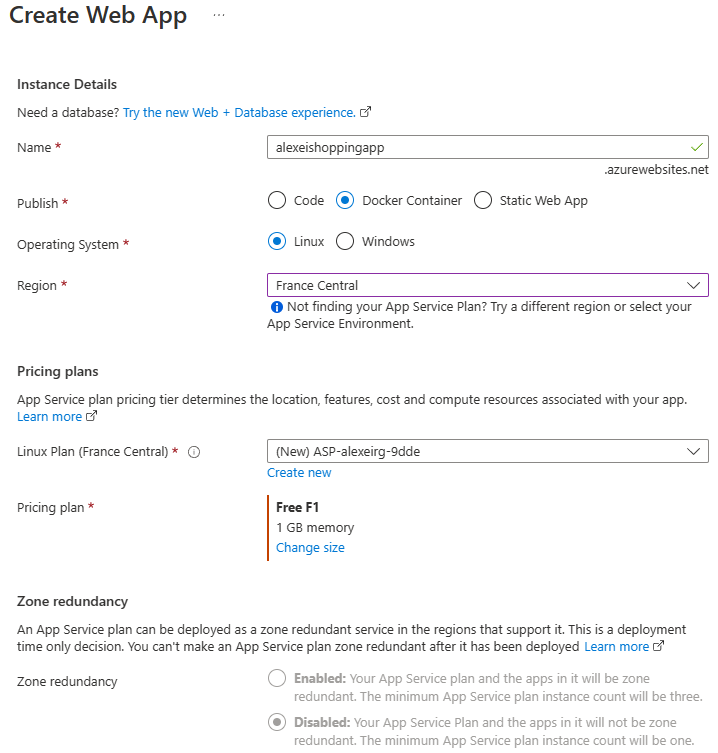 Create Web App ...
Instance Details
Need a database? Try the new Web + Database experience.
Name *
alexeishoppingapp
.azurewebsites.net
Publish *
Code
Docker Container
Static Web App
Operating System *
Linux
Windows
Region *
France Central
Not finding your App Service Plan? Try a different region or select your
App Service Environment.
Pricing plans
App Service plan pricing tier determines the location, features, cost and compute resources associated with your app.
Learn more
Linux Plan (France Central) *
(New) ASP-alexeirg-9dde
Create new
Pricing plan *
Free F1
1 GB memory
Change size
Zone redundancy
An App Service plan can be deployed as a zone redundant service in the regions that support it. This is a deployment
time only decision. You can't make an App Service plan zone redundant after it has been deployed Learn more
Zone redundancy
Enabled: Your App Service plan and the apps in it will be zone
redundant. The minimum App Service plan instance count will be three.
Disabled: Your App Service Plan and the apps in it will not be zone
redundant. The minimum App Service plan instance count will be one.